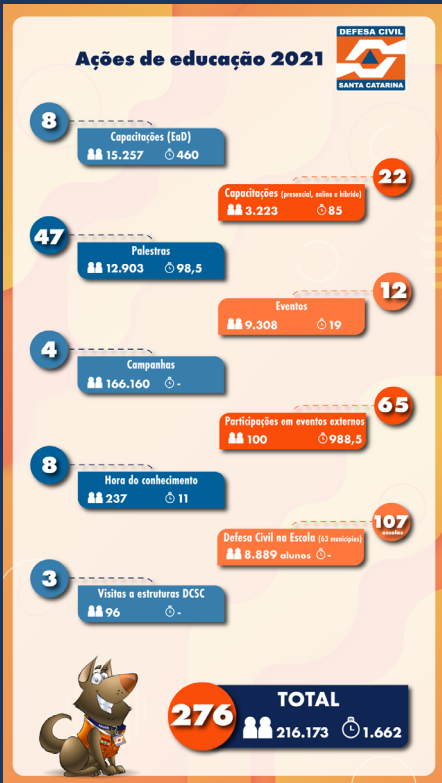 DEFESA CIVIL
Ações de educação 2021
SANTA CATARINA
8
Capacitações (EaD)
15.257 460
22
Capacitações (presencial, online e híbrido)
3.223 85
47
Palestras
12.903 98,5
12
Eventos
9.308 19
4
Campanhas
166.160 -
65
Participações em eventos externos
100 988,5
8
Hora do conhecimento
237 11
107
escolas
Defesa Civil na Escola (63 municípios)
8.889 alunos -
3
Visitas a estruturas DCSC
96 -
276
TOTAL
216.173 1.662